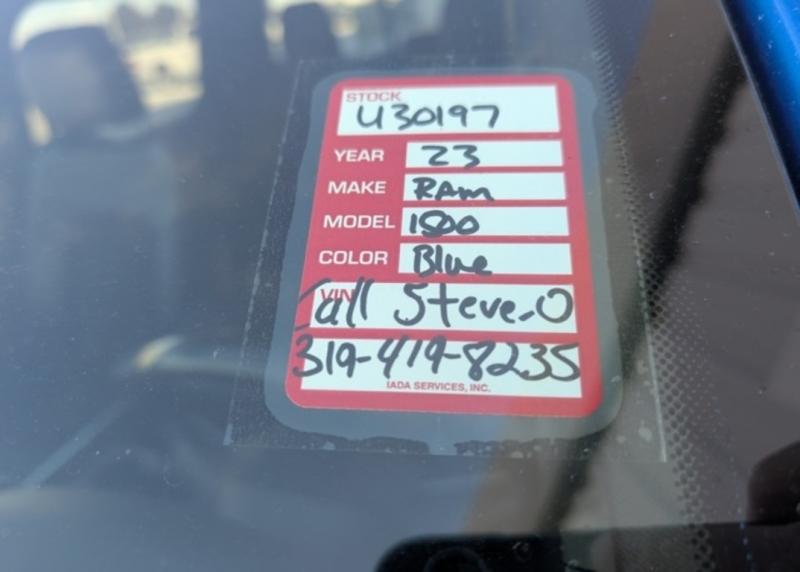 STOCK
U30197
YEAR 23
MAKE RAm
MODEL 1500
COLOR Blue
VIN
Call Steve-O
319-419-8235
IADA SERVICES, INC.